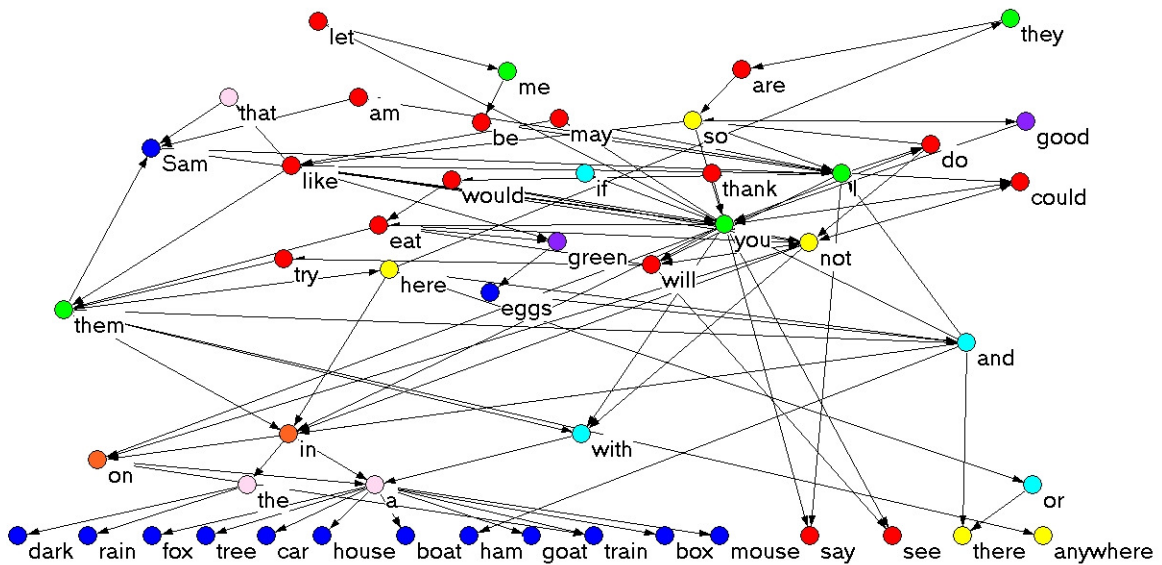 let
they
me
are
that
am
be
may
so
good
Sam
like
would
if
thank
I
do
could
eat
green
you
not
try
here
eggs
will
them
and
in
with
on
the
a
or
dark
rain
fox
tree
car
house
boat
ham
goat
train
box
mouse
say
see
there
anywhere